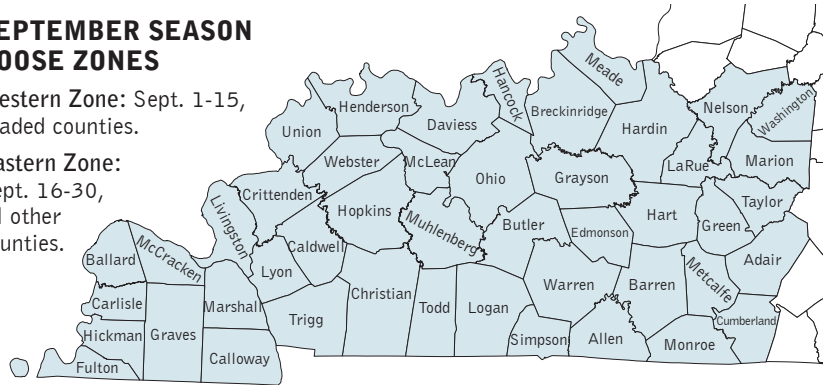 EPTEMBER SEASON
OOSE ZONES
estern Zone: Sept. 1-15,
aded counties.
astern Zone:
ept. 16-30,
l other
unties.
Meade
Hancock
Henderson
Breckinridge
Nelson
Washington
Union
Daviess
Hardin
Webster
McLean
Marion
LaRue
Ohio
Grayson
Crittenden
Livingston
Hopkins
Muhlenberg
Butler
Hart
Taylor
Green
Edmonson
Caldwell
McCracken
Ballard
Lyon
Adair
Warren
Barren
Metcalfe
Christian
Carlisle
Marshall
Todd
Logan
Trigg
Cumberland
Hickman
Graves
Simpson
Allen
Monroe
Calloway
Fulton